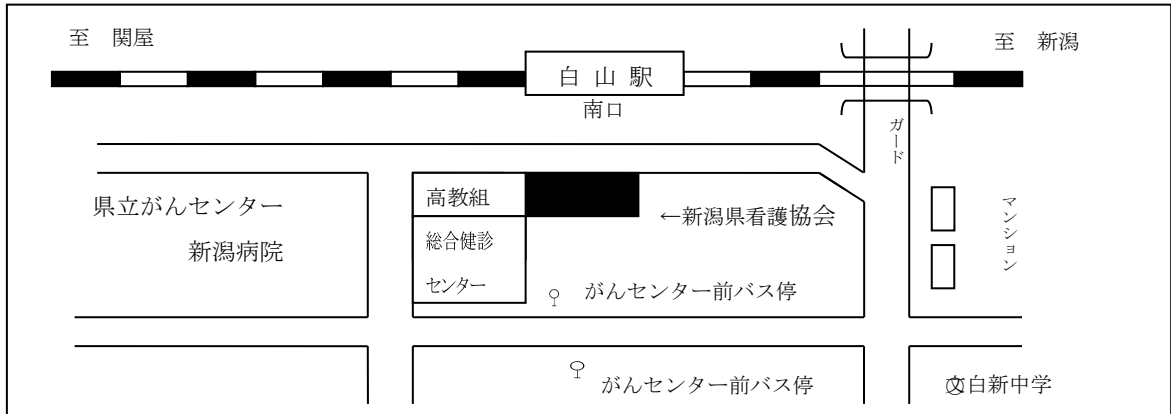 至　関屋
至　新潟
白 山 駅
南口
ガード
高教組
県立がんセンター
新潟病院
←新潟県看護協会
マンション
総合健診
センター
がんセンター前バス停
がんセンター前バス停
文白新中学